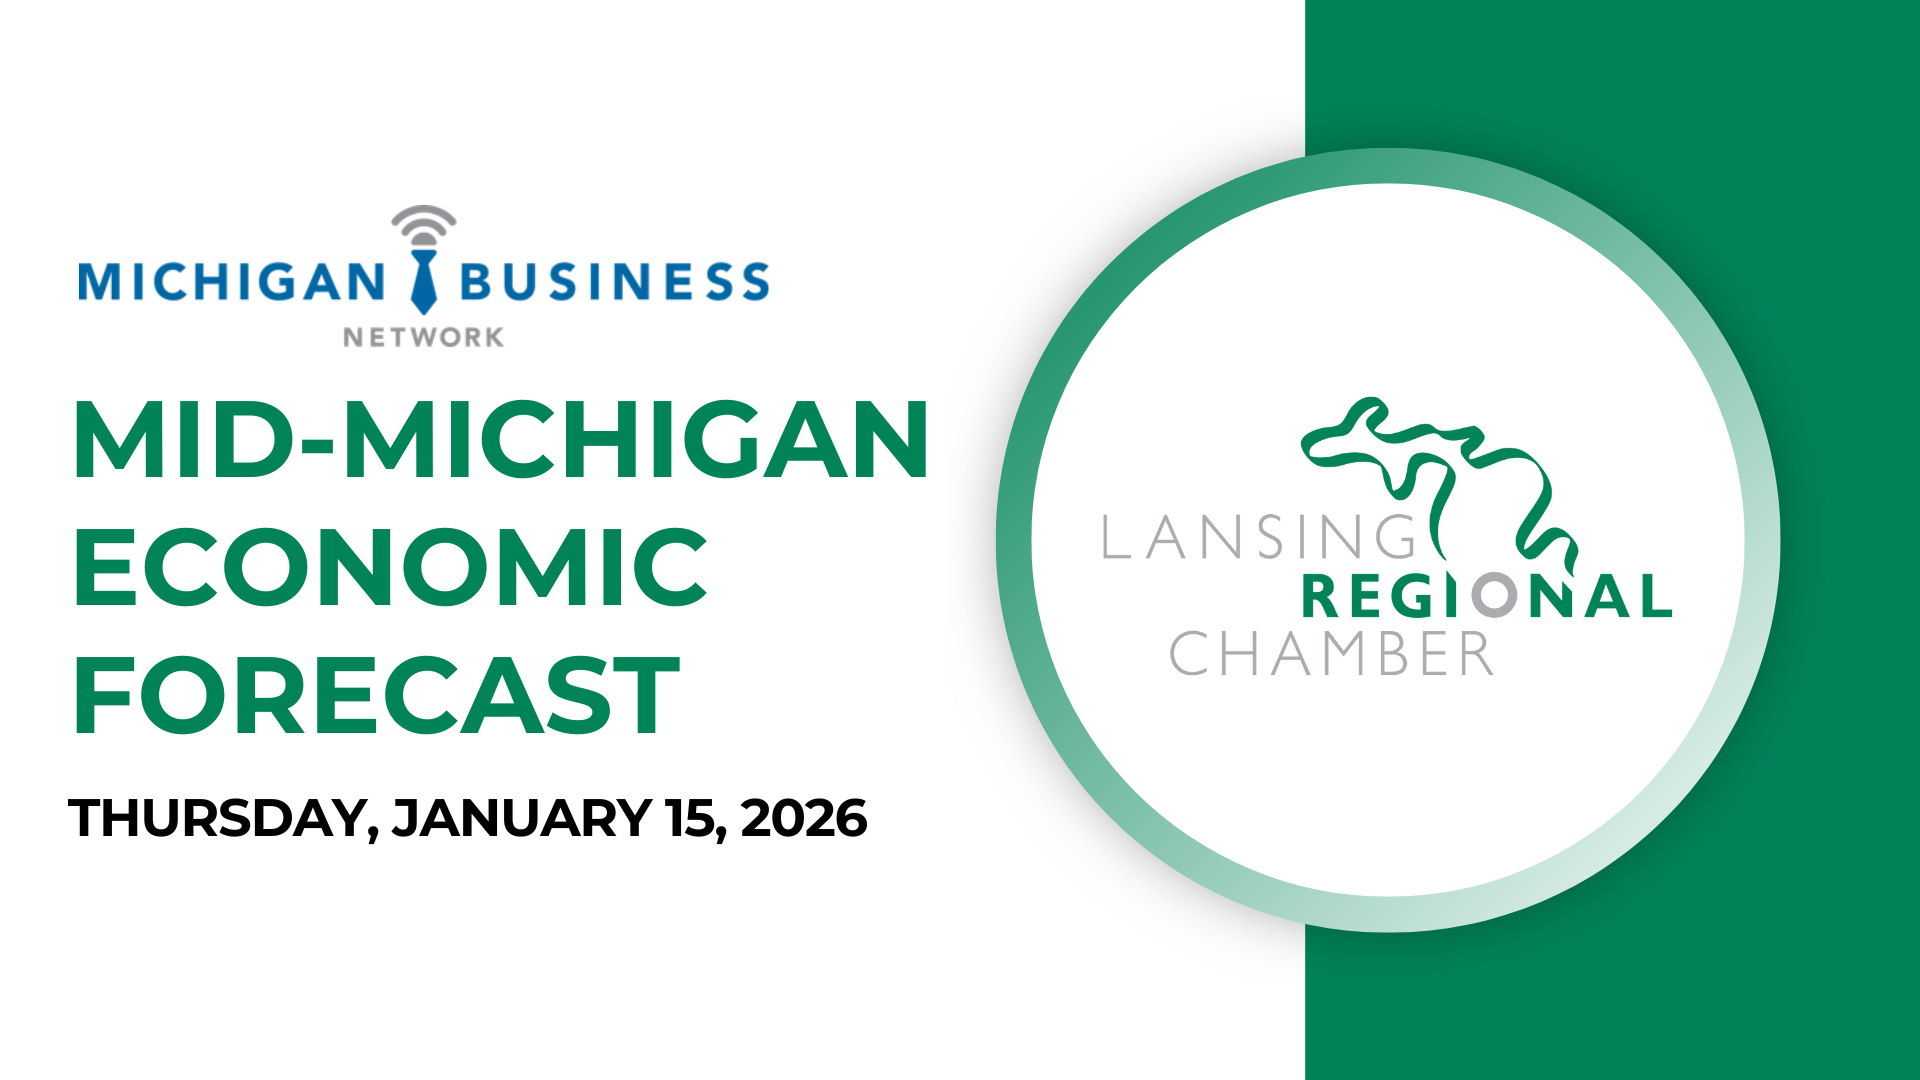 MICHIGAN BUSINESS
NETWORK
MID-MICHIGAN
ECONOMIC
FORECAST
THURSDAY, JANUARY 15, 2026
LANSING
REGIONAL
CHAMBER